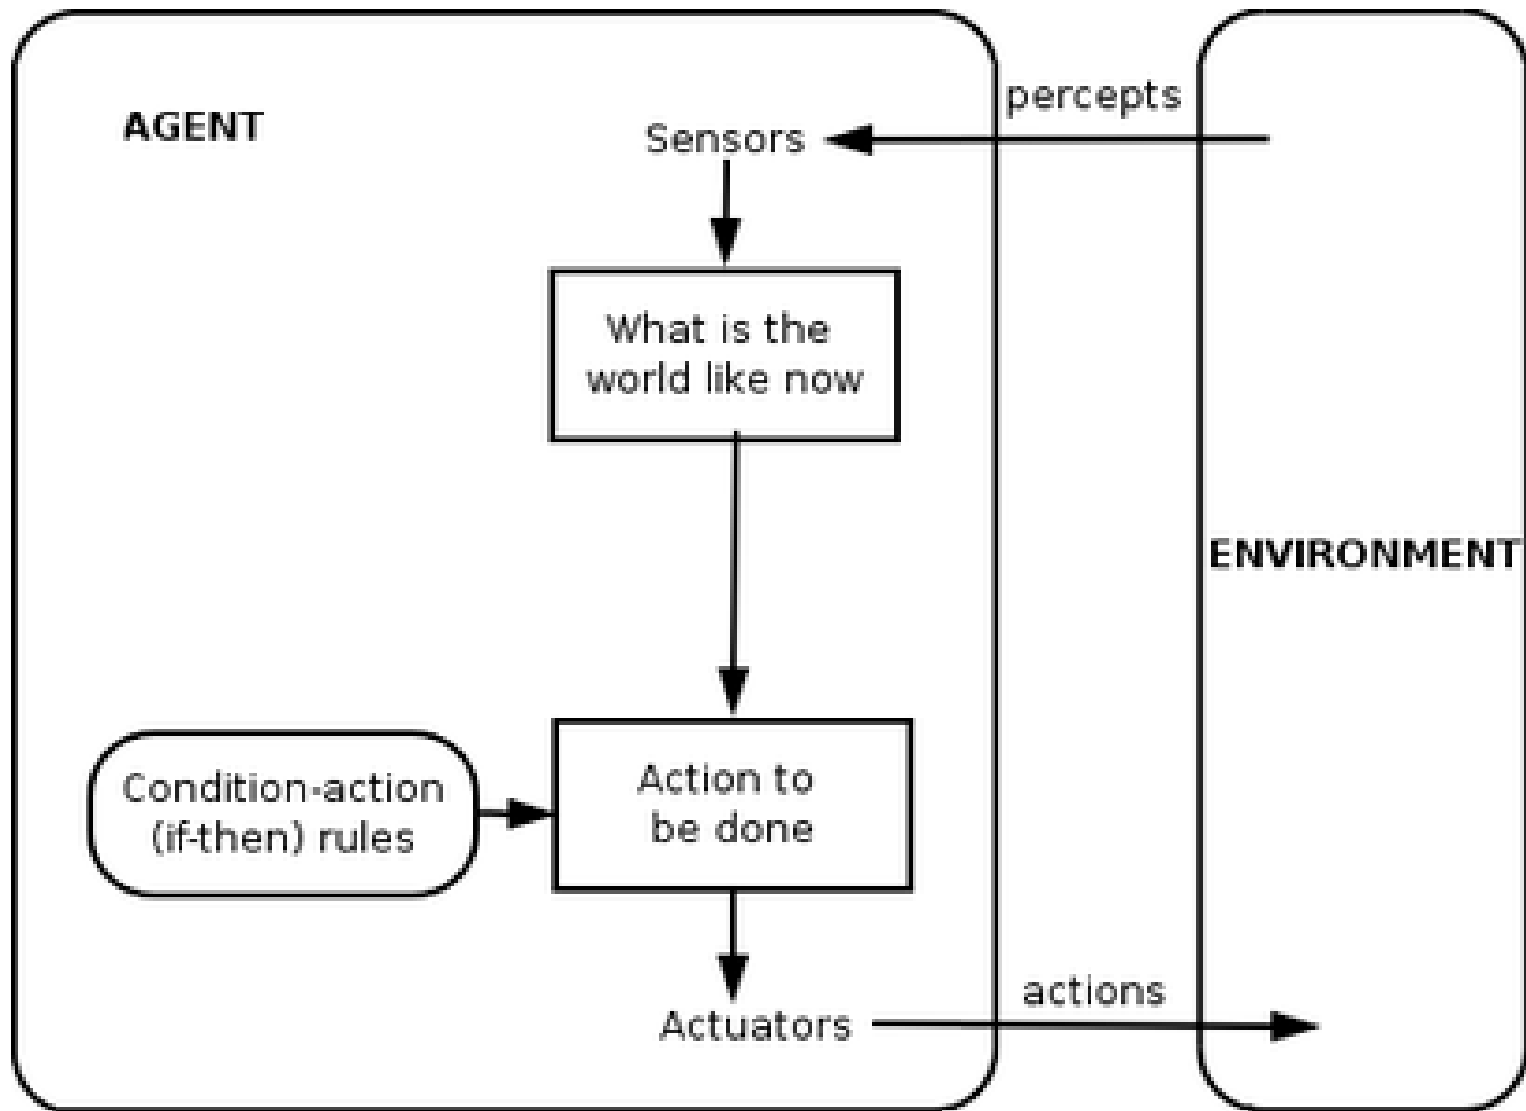 AGENT
percepts
Sensors
What is the
world like now
ENVIRONMENT
Condition-action
(if-then) rules
Action to
be done
actions
Actuators